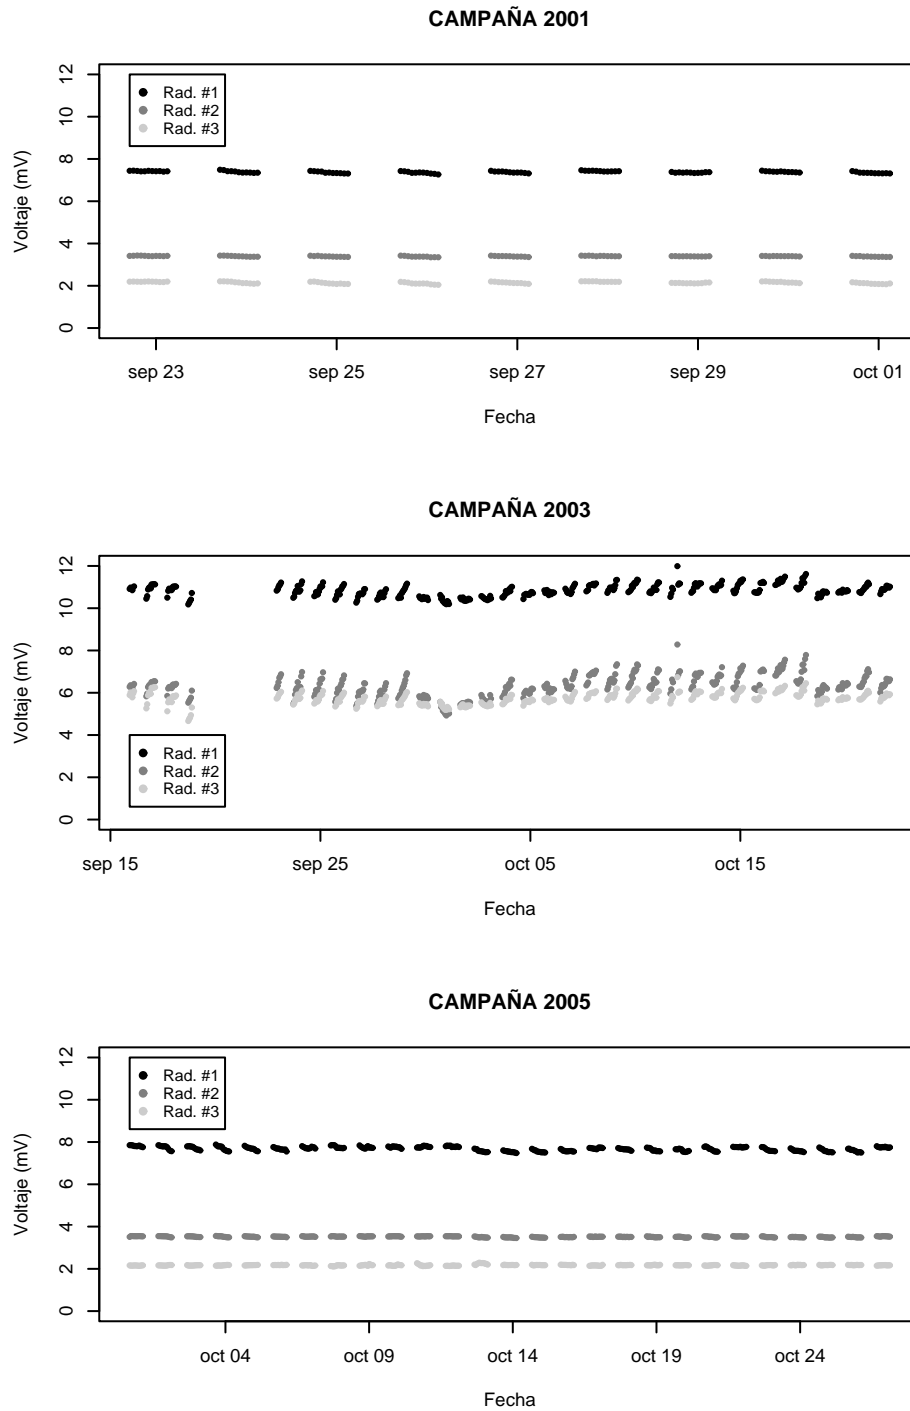 CAMPAÑA 2001
Voltaje (mV)
12
10
8
6
4
2
0
Rad. #1
Rad. #2
Rad. #3
sep 23 sep 25 sep 27 sep 29 oct 01
Fecha
CAMPAÑA 2003
Voltaje (mV)
12
10
8
6
4
2
0
Rad. #1
Rad. #2
Rad. #3
sep 15 sep 25 oct 05 oct 15
Fecha
CAMPAÑA 2005
Voltaje (mV)
12
10
8
6
4
2
0
Rad. #1
Rad. #2
Rad. #3
oct 04 oct 09 oct 14 oct 19 oct 24
Fecha